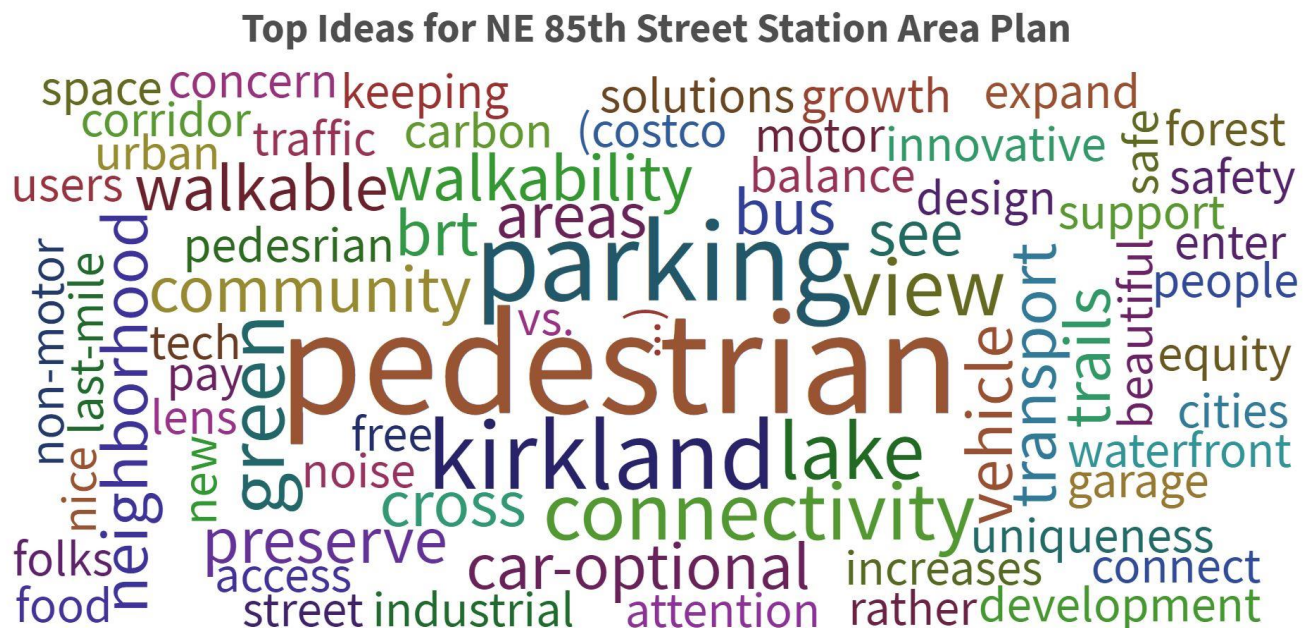 Top Ideas for NE 85th Street Station Area Plan
space
concern
keeping
solutions
growth
expand
corridor
traffic
carbon
(costco
motor
innovative
safe
forest
urban
users
walkable
walkability
balance
design
safety
support
pedesrian
brt
areas
parking
bus
see
enter
non-motor
last-mile
neighborhood
community
view
transport
trails
beautiful
people
tech
green
vs.
pedestrian
vehicle
equity
pay
lens
free
kirkland
lake
cities
waterfront
nice
new
noise
cross
connectivity
garage
folks
preserve
uniqueness
access
car-optional
increases
connect
food
street
industrial
attention
rather
development